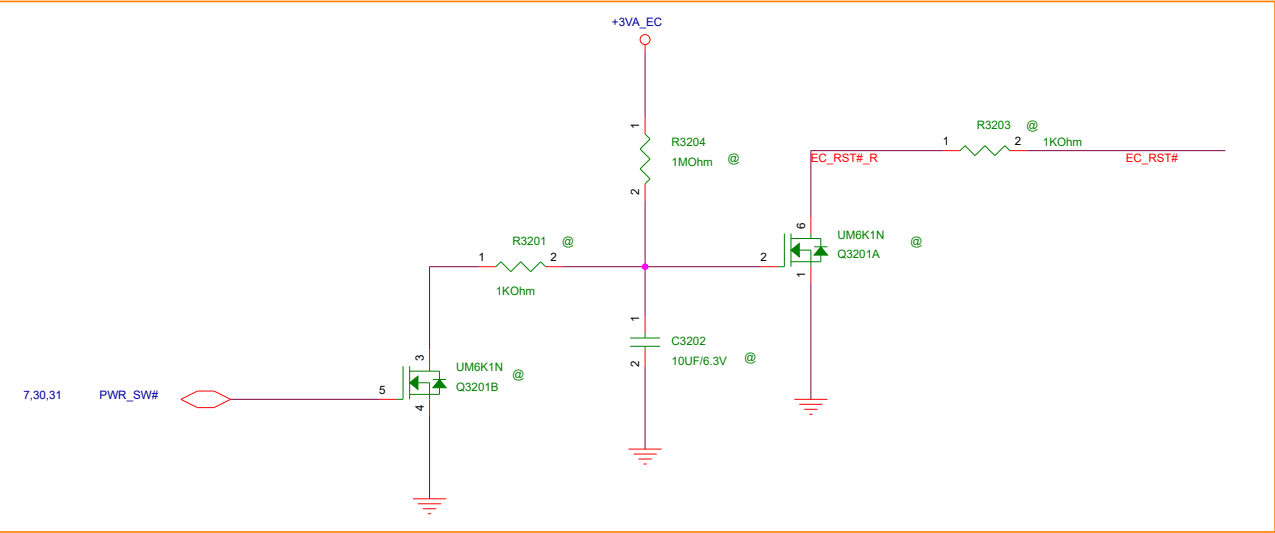 +3VA_EC
1
R3204
1MOhm @
2
R3203 @
1 2 1KOhm
EC_RST#_R EC_RST#
R3201 @
1 2
1KOhm
2
6
UM6K1N @
Q3201A
1
1
C3202
10UF/6.3V @
2
3
UM6K1N @
Q3201B
5
4
7,30,31 PWR_SW#